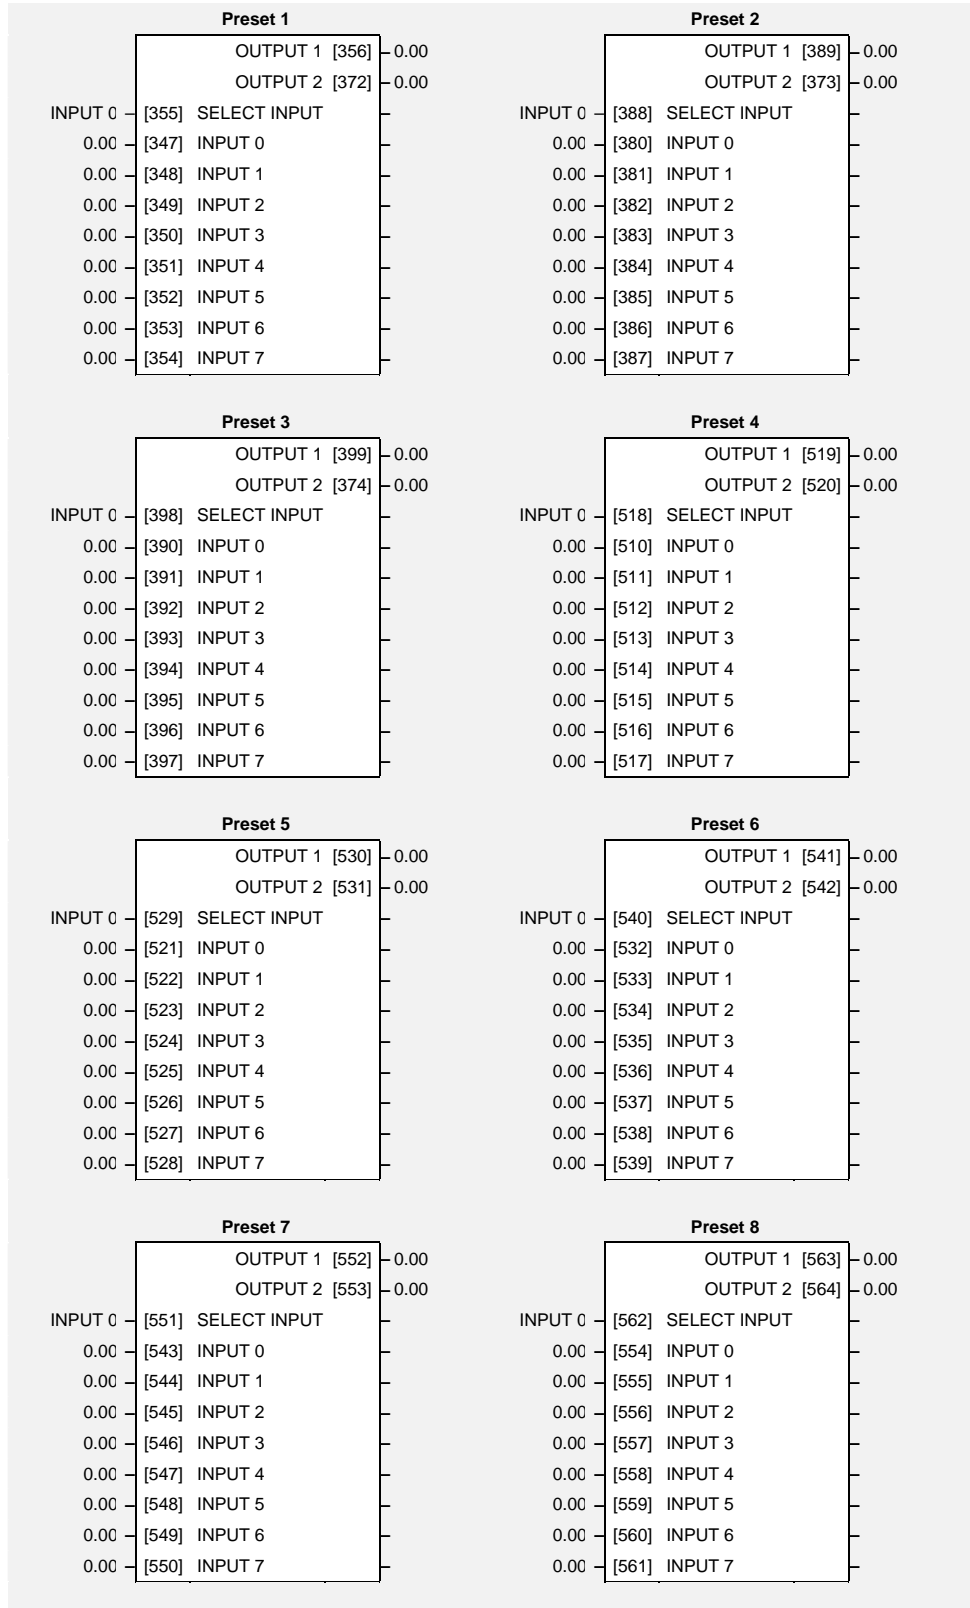 Preset 1
OUTPUT 1 [356] 0.00
OUTPUT 2 [372] 0.00
INPUT 0 [355] SELECT INPUT
0.00 [347] INPUT 0
0.00 [348] INPUT 1
0.00 [349] INPUT 2
0.00 [350] INPUT 3
0.00 [351] INPUT 4
0.00 [352] INPUT 5
0.00 [353] INPUT 6
0.00 [354] INPUT 7
Preset 2
OUTPUT 1 [389] 0.00
OUTPUT 2 [373] 0.00
INPUT 0 [388] SELECT INPUT
0.00 [380] INPUT 0
0.00 [381] INPUT 1
0.00 [382] INPUT 2
0.00 [383] INPUT 3
0.00 [384] INPUT 4
0.00 [385] INPUT 5
0.00 [386] INPUT 6
0.00 [387] INPUT 7
Preset 3
OUTPUT 1 [399] 0.00
OUTPUT 2 [374] 0.00
INPUT 0 [398] SELECT INPUT
0.00 [390] INPUT 0
0.00 [391] INPUT 1
0.00 [392] INPUT 2
0.00 [393] INPUT 3
0.00 [394] INPUT 4
0.00 [395] INPUT 5
0.00 [396] INPUT 6
0.00 [397] INPUT 7
Preset 4
OUTPUT 1 [519] 0.00
OUTPUT 2 [520] 0.00
INPUT 0 [518] SELECT INPUT
0.00 [510] INPUT 0
0.00 [511] INPUT 1
0.00 [512] INPUT 2
0.00 [513] INPUT 3
0.00 [514] INPUT 4
0.00 [515] INPUT 5
0.00 [516] INPUT 6
0.00 [517] INPUT 7
Preset 5
OUTPUT 1 [530] 0.00
OUTPUT 2 [531] 0.00
INPUT 0 [529] SELECT INPUT
0.00 [521] INPUT 0
0.00 [522] INPUT 1
0.00 [523] INPUT 2
0.00 [524] INPUT 3
0.00 [525] INPUT 4
0.00 [526] INPUT 5
0.00 [527] INPUT 6
0.00 [528] INPUT 7
Preset 6
OUTPUT 1 [541] 0.00
OUTPUT 2 [542] 0.00
INPUT 0 [540] SELECT INPUT
0.00 [532] INPUT 0
0.00 [533] INPUT 1
0.00 [534] INPUT 2
0.00 [535] INPUT 3
0.00 [536] INPUT 4
0.00 [537] INPUT 5
0.00 [538] INPUT 6
0.00 [539] INPUT 7
Preset 7
OUTPUT 1 [552] 0.00
OUTPUT 2 [553] 0.00
INPUT 0 [551] SELECT INPUT
0.00 [543] INPUT 0
0.00 [544] INPUT 1
0.00 [545] INPUT 2
0.00 [546] INPUT 3
0.00 [547] INPUT 4
0.00 [548] INPUT 5
0.00 [549] INPUT 6
0.00 [550] INPUT 7
Preset 8
OUTPUT 1 [563] 0.00
OUTPUT 2 [564] 0.00
INPUT 0 [562] SELECT INPUT
0.00 [554] INPUT 0
0.00 [555] INPUT 1
0.00 [556] INPUT 2
0.00 [557] INPUT 3
0.00 [558] INPUT 4
0.00 [559] INPUT 5
0.00 [560] INPUT 6
0.00 [561] INPUT 7